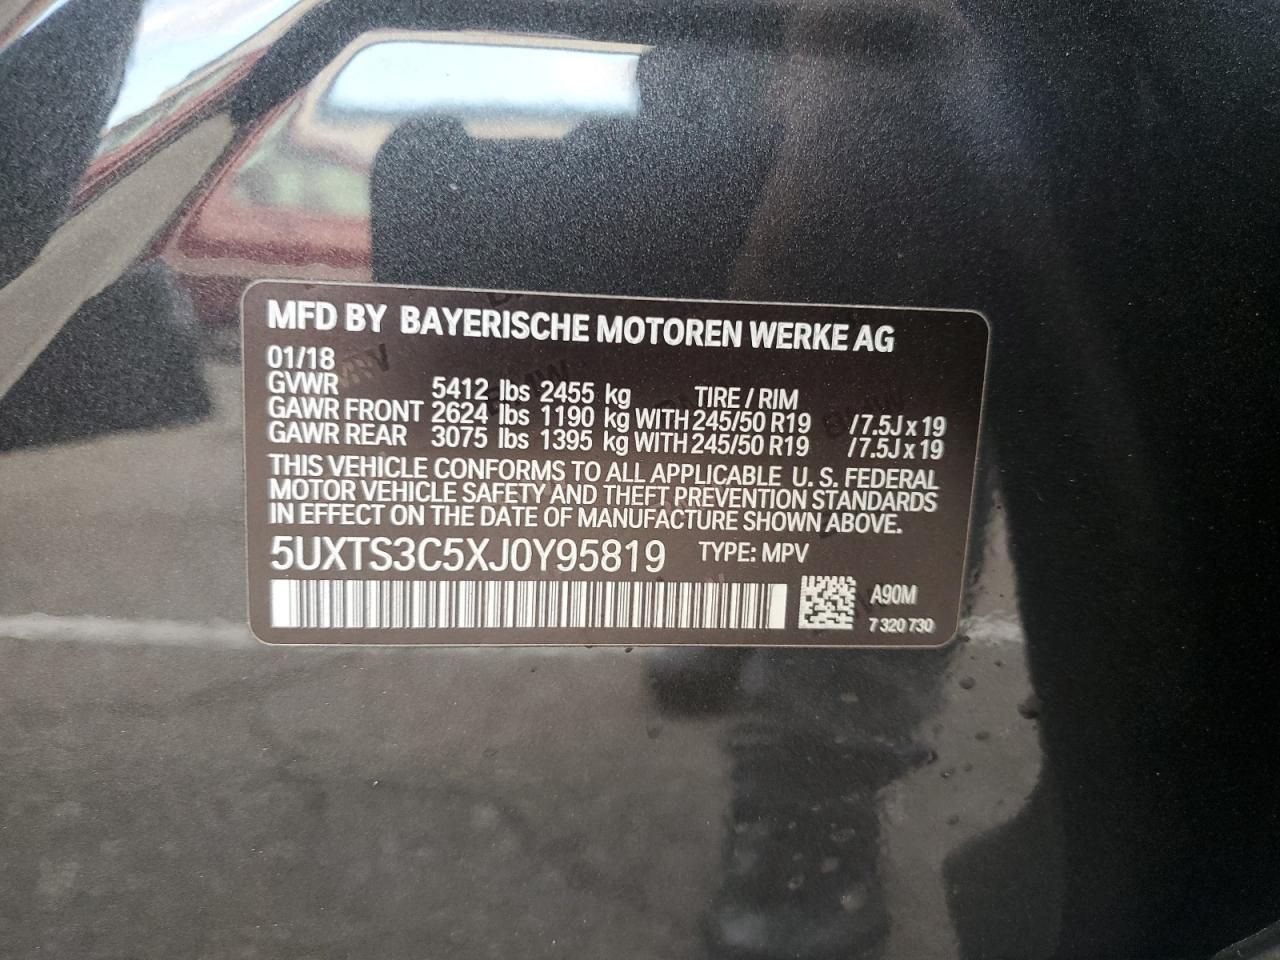 MFD BY BAYERISCHE MOTOREN WERKE AG
01/18
GVWR 5412 lbs 2455 kg TIRE / RIM
GAWR FRONT 2624 lbs 1190 kg WITH 245/50 R19 / 7.5J x 19
GAWR REAR 3075 lbs 1395 kg WITH 245/50 R19 / 7.5J x 19
THIS VEHICLE CONFORMS TO ALL APPLICABLE U. S. FEDERAL
MOTOR VEHICLE SAFETY AND THEFT PREVENTION STANDARDS
IN EFFECT ON THE DATE OF MANUFACTURE SHOWN ABOVE.
5UXTS3C5XJ0Y95819 TYPE: MPV
A90M
7 320 730